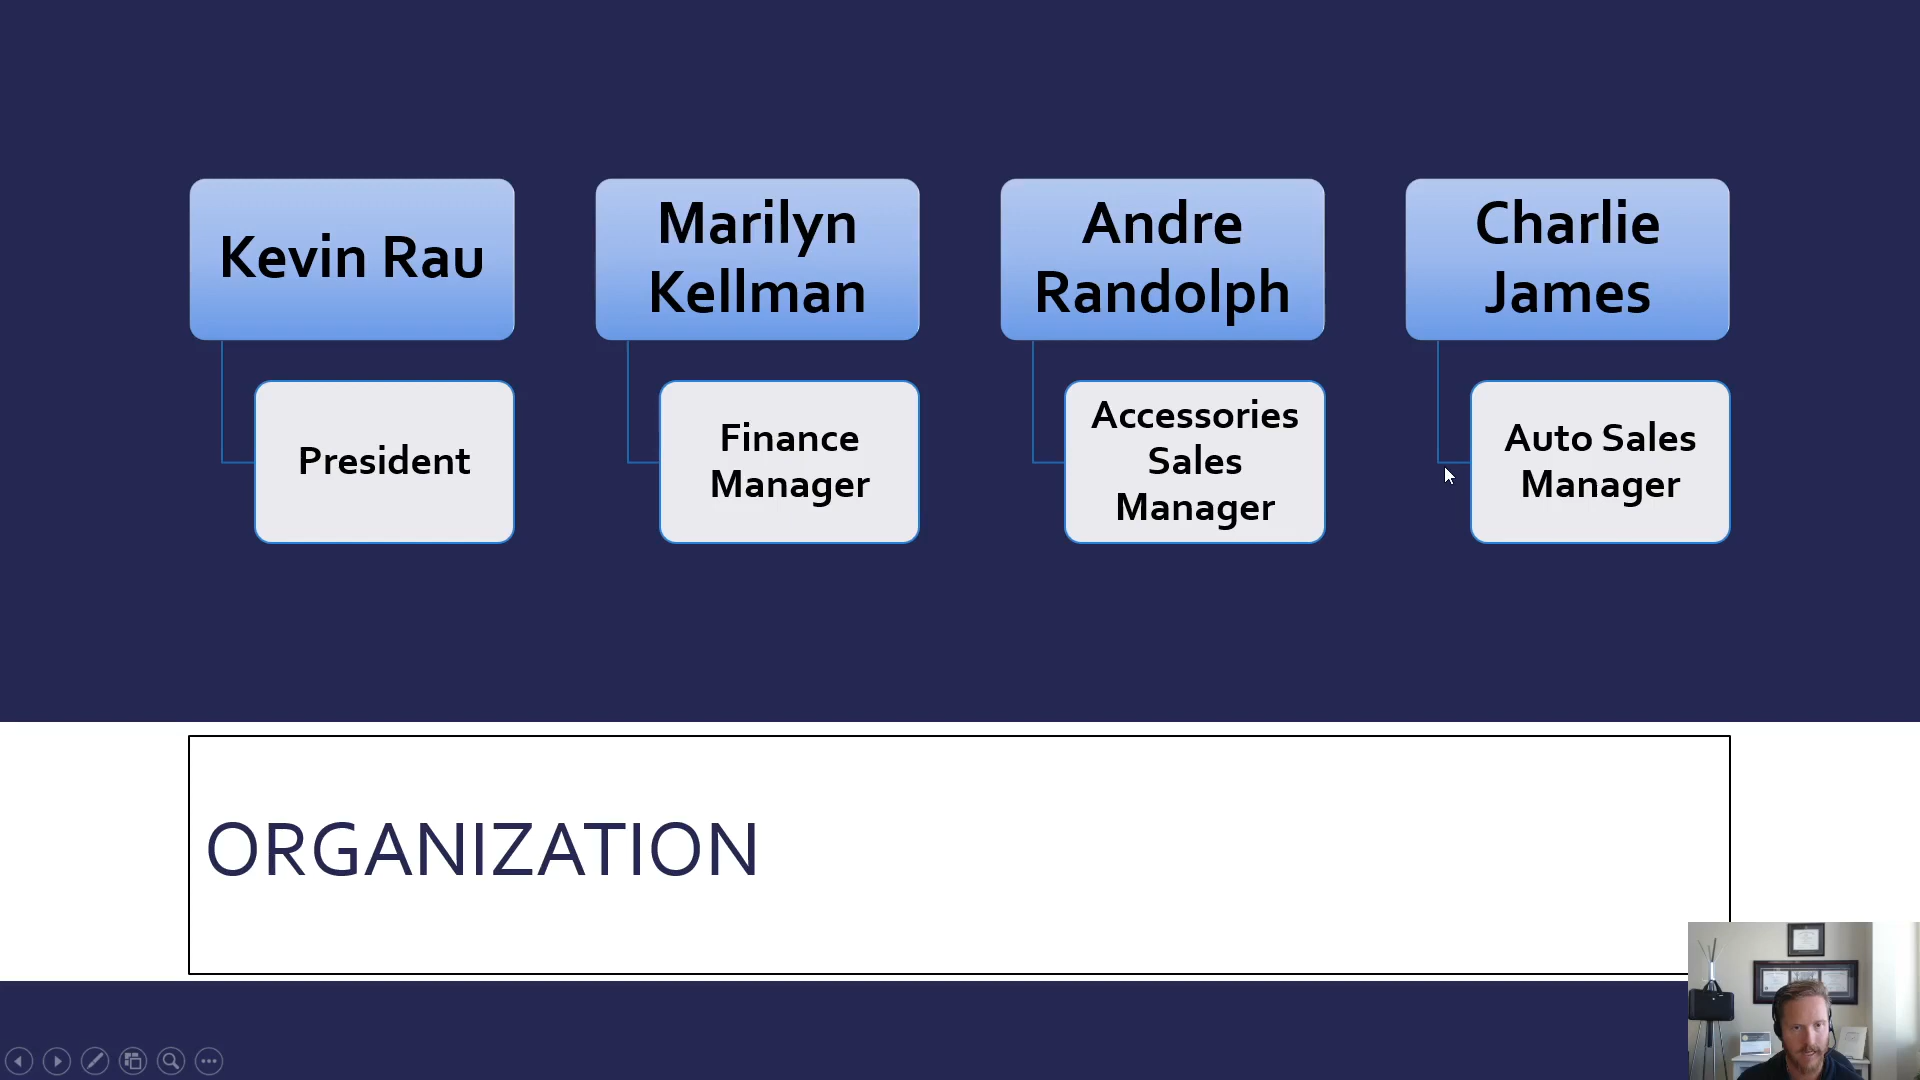 Kevin Rau
Marilyn
Kellman
Andre
Randolph
Charlie
James
President
Finance
Manager
Accessories
Sales
Manager
Auto Sales
Manager
ORGANIZATION